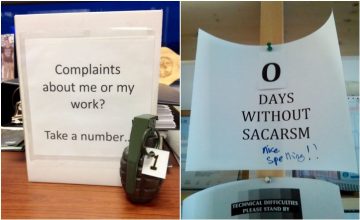 Complaints
about me or my
work?
Take a number.
1
0
DAYS
WITHOUT
SACARSM
Nice
spelling!!
TECHNICAL DIFFICULTIES
PLEASE STAND BY